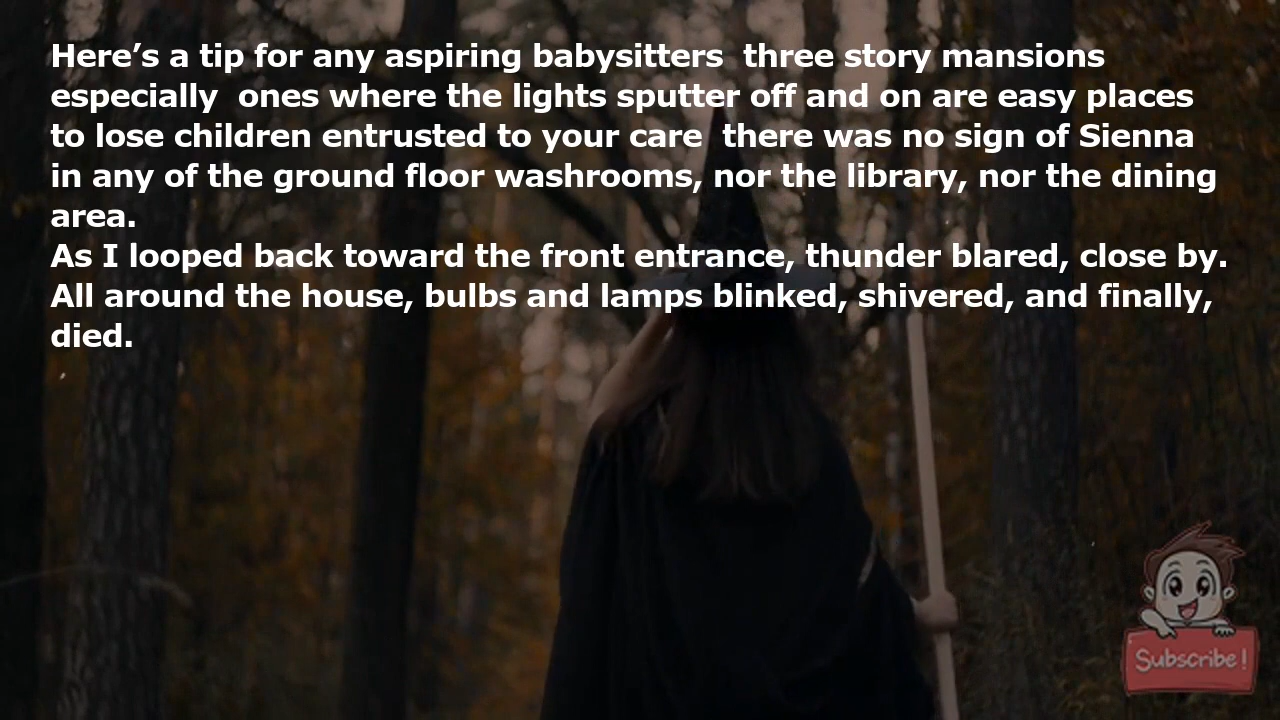 Here’s a tip for any aspiring babysitters  three story mansions
especially  ones where the lights sputter off and on are easy places
to lose children entrusted to your care  there was no sign of Sienna
in any of the ground floor washrooms, nor the library, nor the dining
area.
As I looped back toward the front entrance, thunder blared, close by.
All around the house, bulbs and lamps blinked, shivered, and finally,
died.
Subscribe!